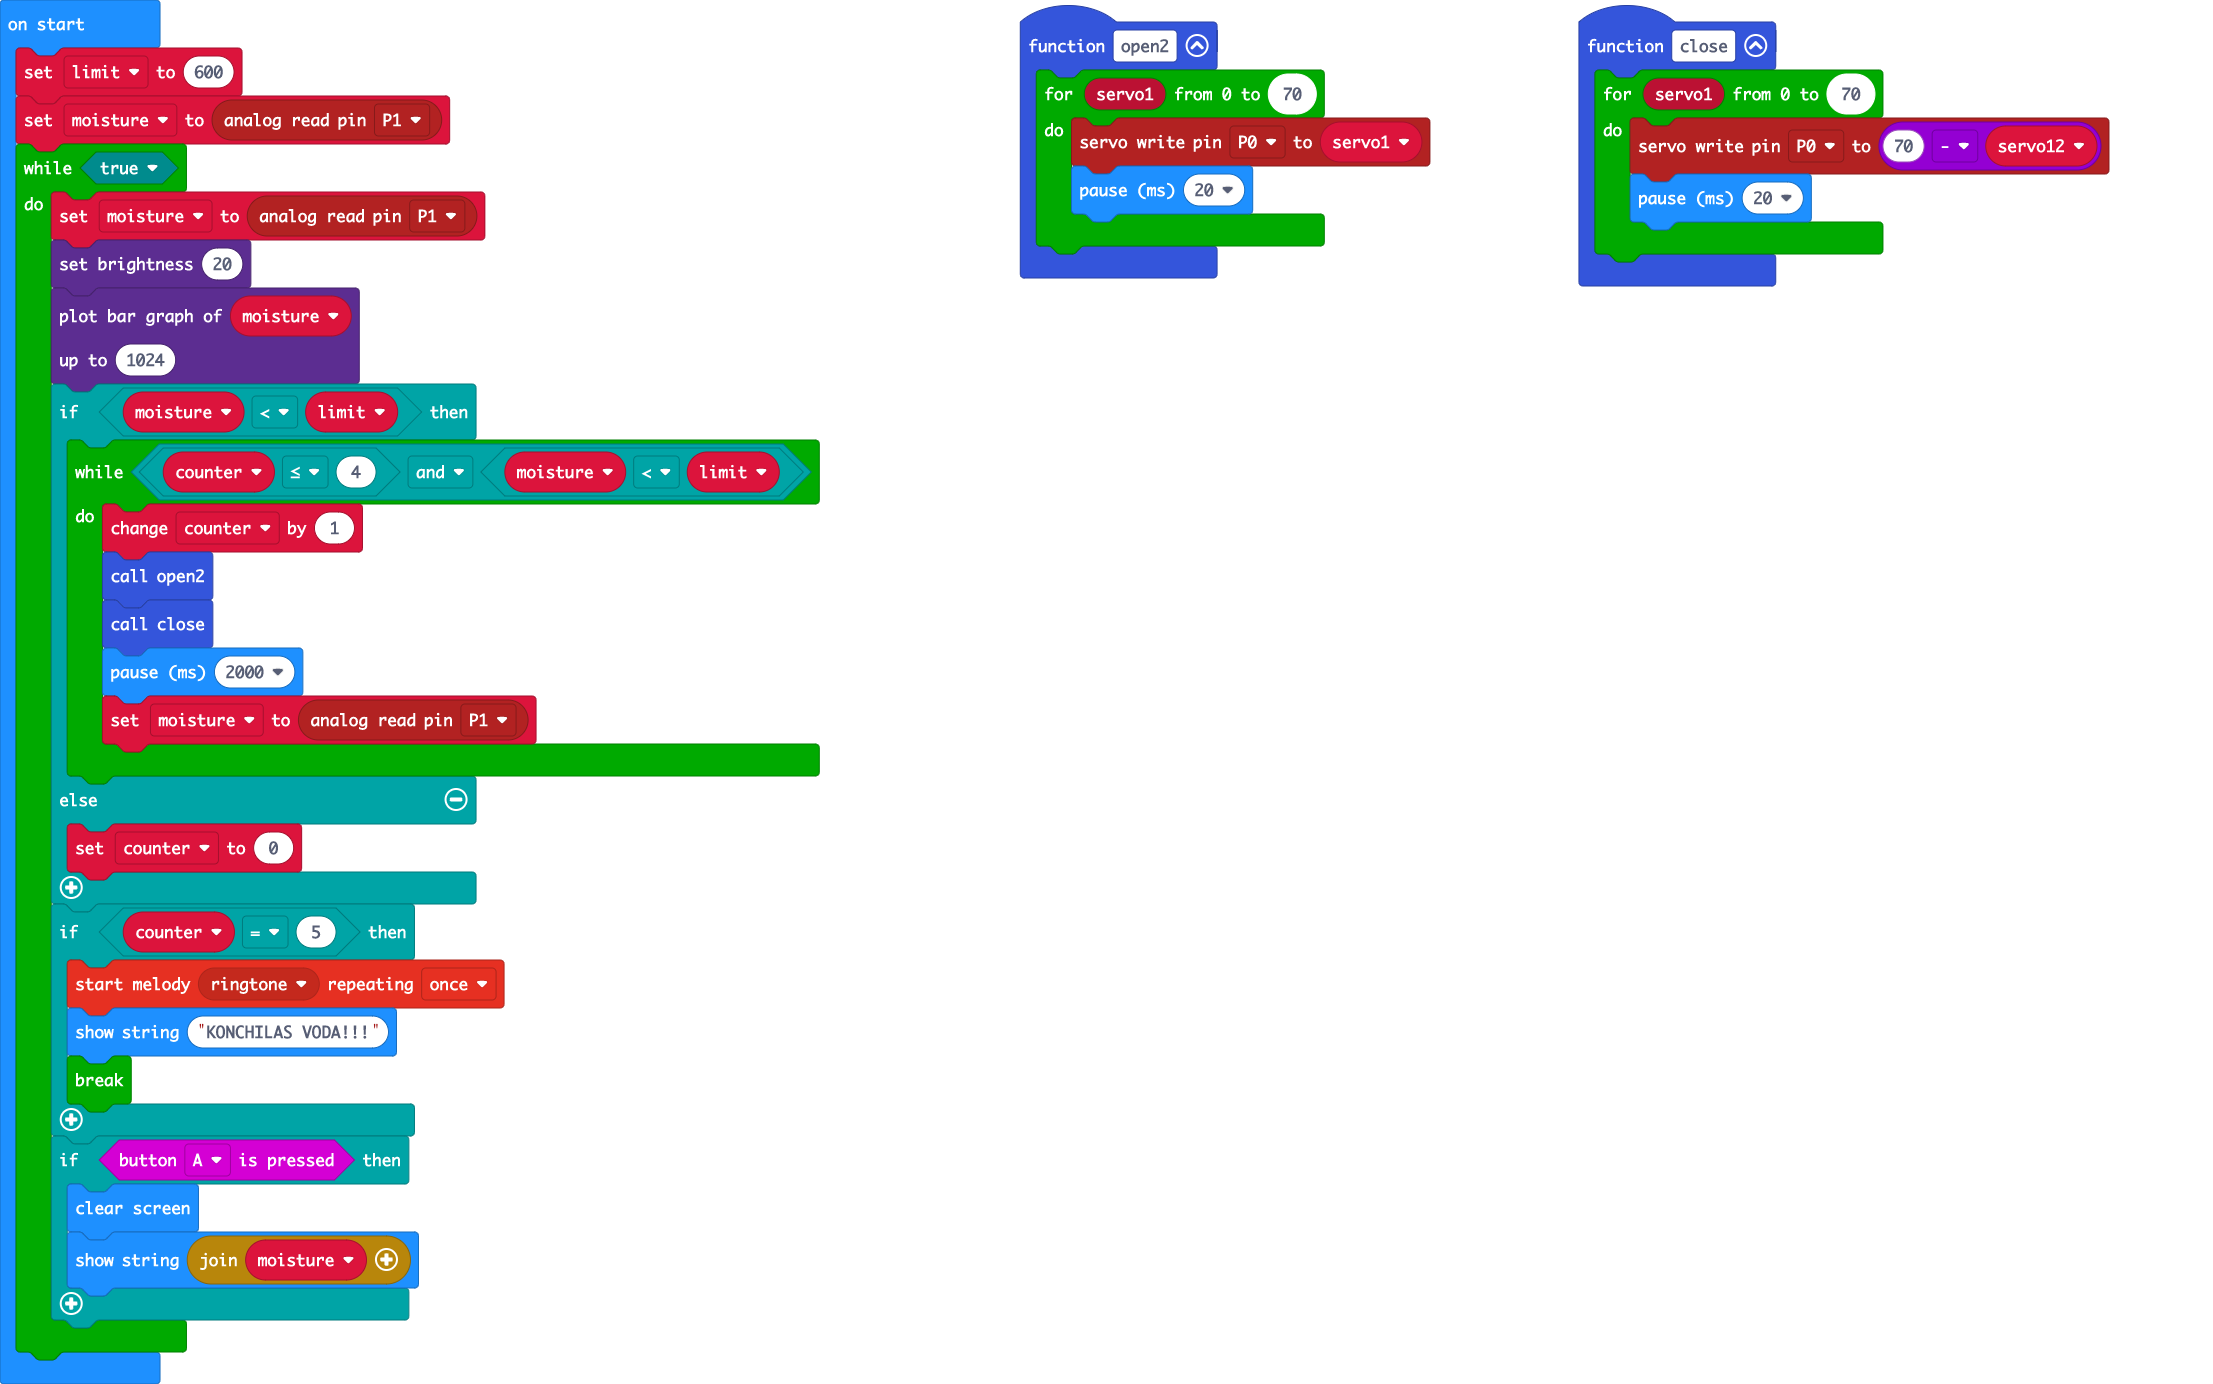 on start
set limit to 600
set moisture to analog read pin P1
while true
do
set moisture to analog read pin P1
set brightness 20
plot bar graph of moisture
up to 1024
if moisture < limit then
while counter ≤ 4 and moisture < limit
do
change counter by 1
call open2
call close
pause (ms) 2000
set moisture to analog read pin P1
else
set counter to 0
if counter = 5 then
start melody ringtone repeating once
show string "KONCHILAS VODA!!!"
break
if button A is pressed then
clear screen
show string join moisture
function open2
for servo1 from 0 to 70
do
servo write pin P0 to servo1
pause (ms) 20
function close
for servo1 from 0 to 70
do
servo write pin P0 to 70 - servo12
pause (ms) 20